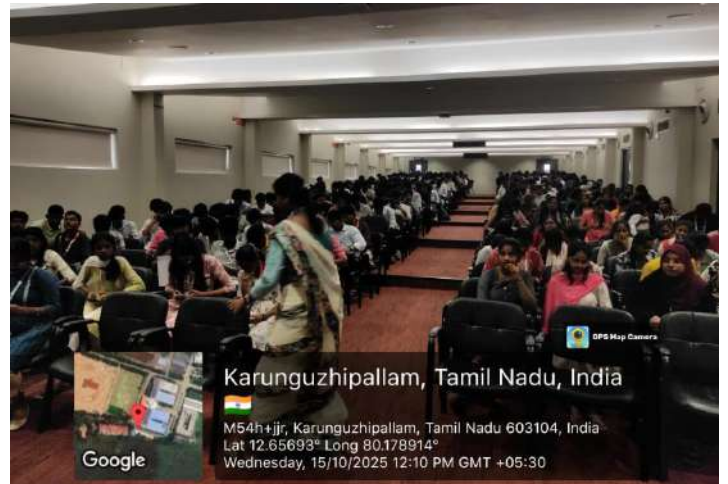 GPS Map Camera
Karunguzhipallam, Tamil Nadu, India
M54h+jjr, Karunguzhipallam, Tamil Nadu 603104, India
Lat 12.65693° Long 80.178914°
Wednesday, 15/10/2025 12:10 PM GMT +05:30
Google